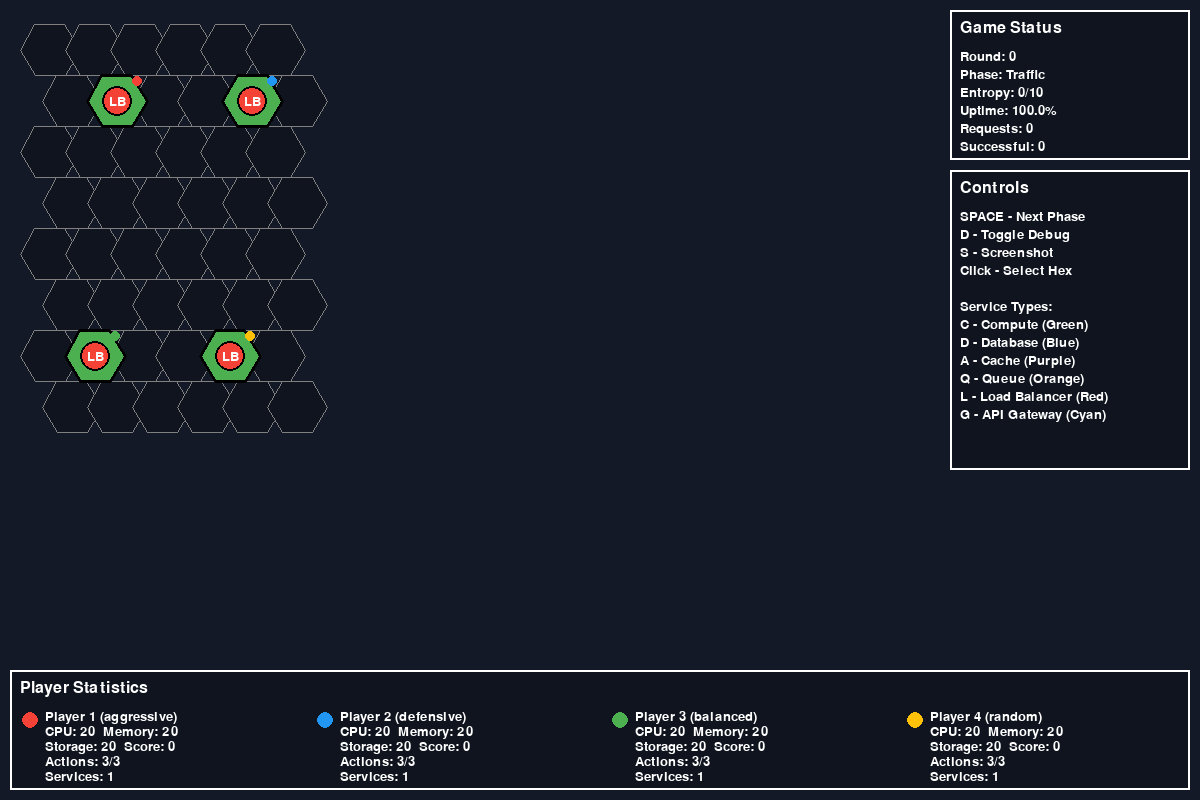 LB
LB
LB
LB
Game Status
Round: 0
Phase: Traffic
Entropy: 0/10
Uptime: 100.0%
Requests: 0
Successful: 0
Controls
SPACE - Next Phase
D - Toggle Debug
S - Screenshot
Click - Select Hex
Service Types:
C - Compute (Green)
D - Database (Blue)
A - Cache (Purple)
Q - Queue (Orange)
L - Load Balancer (Red)
G - API Gateway (Cyan)
Player Statistics
Player 1 (aggressive)
CPU: 20 Memory: 20
Storage: 20 Score: 0
Actions: 3/3
Services: 1
Player 2 (defensive)
CPU: 20 Memory: 20
Storage: 20 Score: 0
Actions: 3/3
Services: 1
Player 3 (balanced)
CPU: 20 Memory: 20
Storage: 20 Score: 0
Actions: 3/3
Services: 1
Player 4 (random)
CPU: 20 Memory: 20
Storage: 20 Score: 0
Actions: 3/3
Services: 1